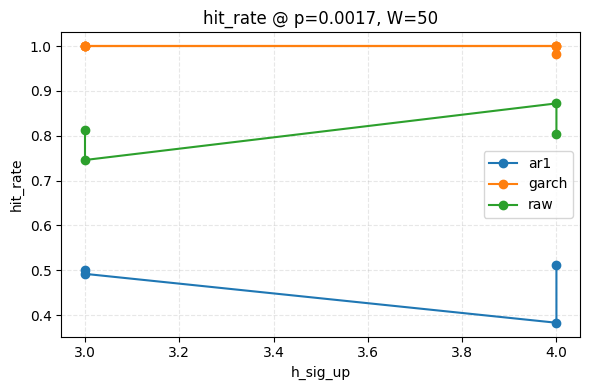 hit_rate @ p=0.0017, W=50
1.0
0.9
0.8
0.7
0.6
0.5
0.4
hit_rate
ar1
garch
raw
3.0 3.2 3.4 3.6 3.8 4.0
h_sig_up